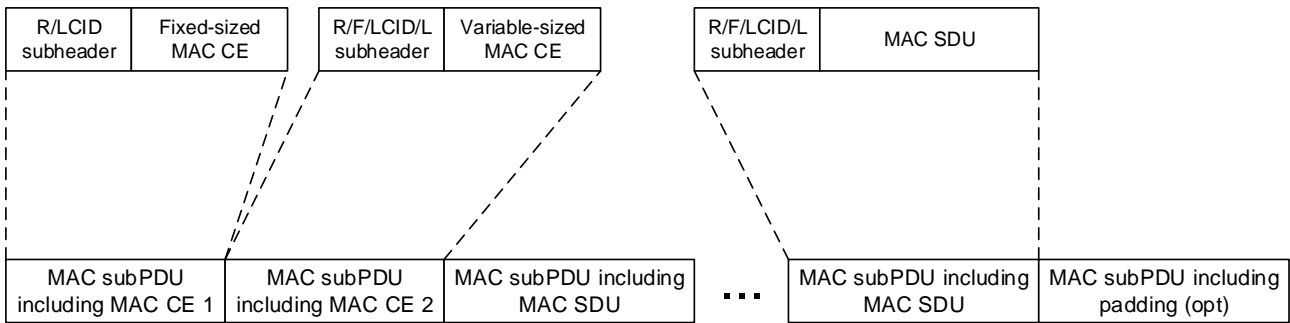 R/LCID
subheader
Fixed-sized
MAC CE
R/F/LCID/L
subheader
Variable-sized
MAC CE
R/F/LCID/L
subheader
MAC SDU
MAC subPDU
including MAC CE 1
MAC subPDU
including MAC CE 2
MAC subPDU including
MAC SDU
...
MAC subPDU including
MAC SDU
MAC subPDU including
padding (opt)